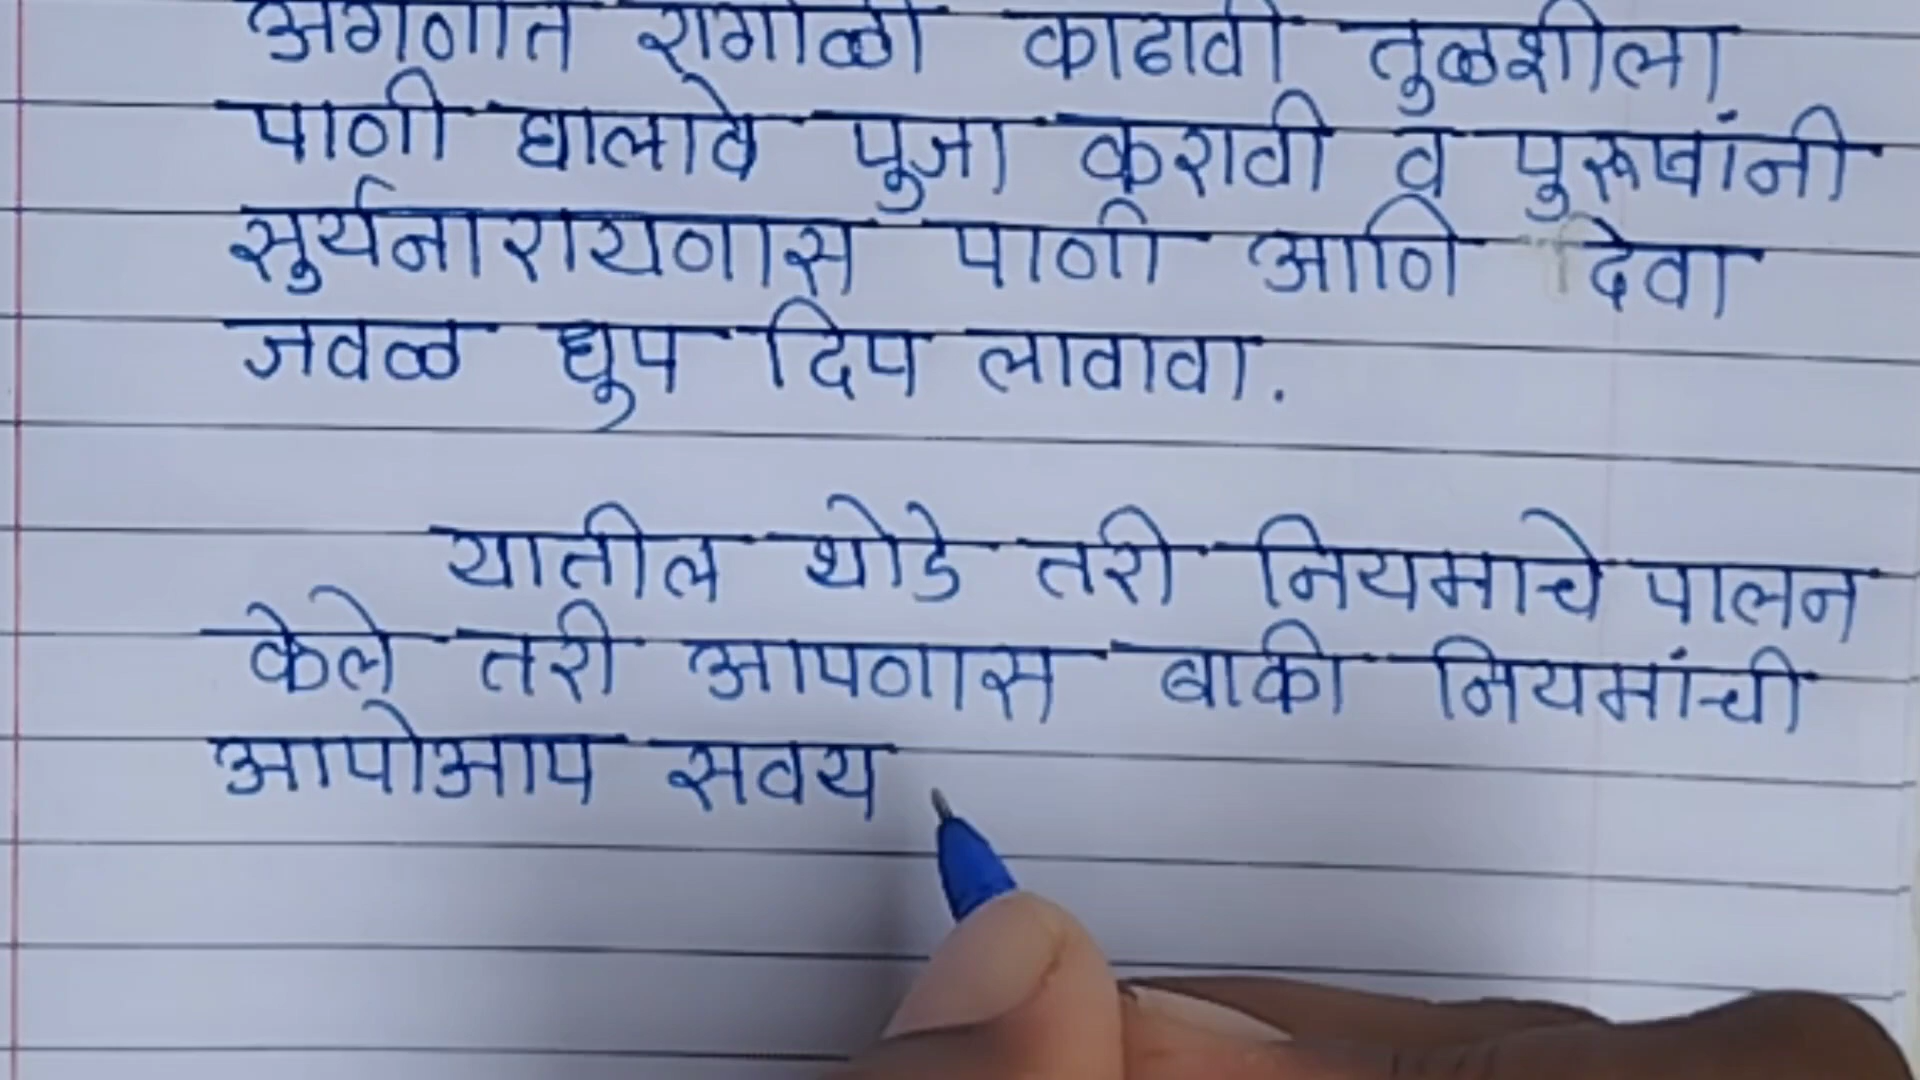 अंगणात रांगोळी काढावी तुळशीला
पाणी घालावे पुजा करावी व पुरूषांनी
सुर्यनारायणास पाणी आणि देवा
जवळ धुप दिप लावावा.
यातील थोडे तरी नियमाचे पालन
केले तरी आपणास बाकी नियमांची
आपोआप सवय